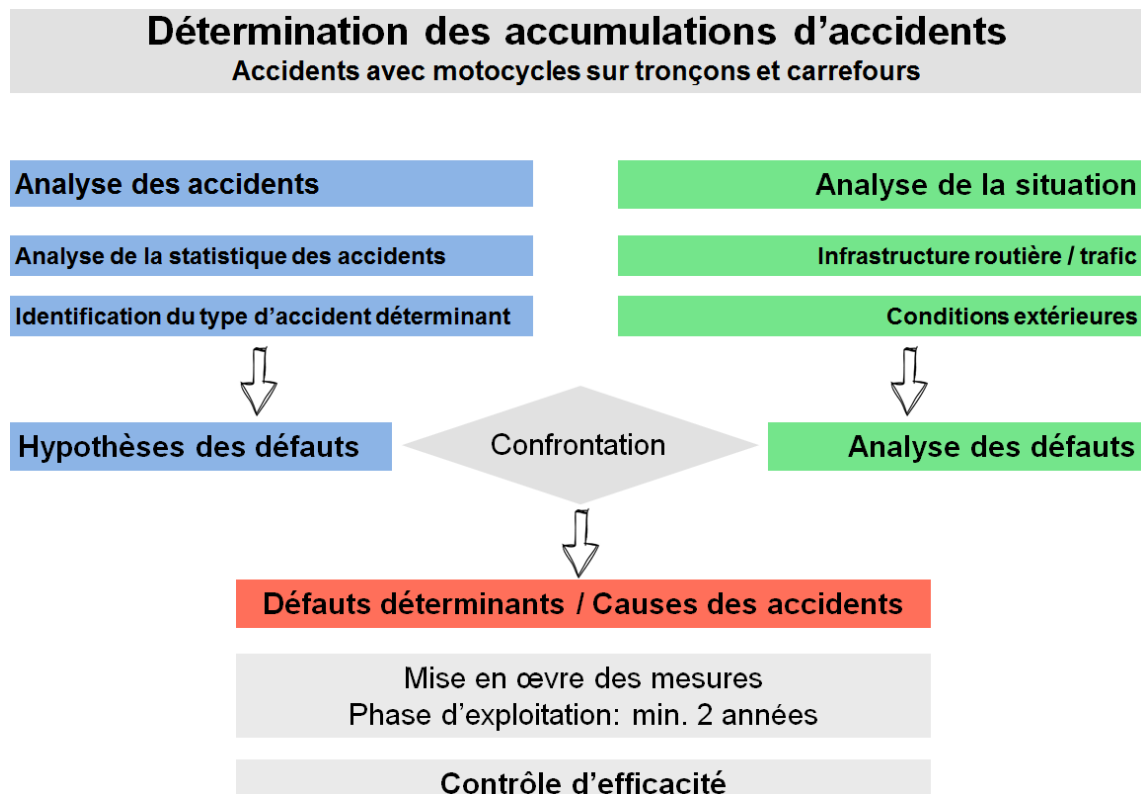 Détermination des accumulations d'accidents
Accidents avec motocycles sur tronçons et carrefours
Analyse des accidents
Analyse de la situation
Analyse de la statistique des accidents
Infrastructure routière / trafic
Identification du type d'accident déterminant
Conditions extérieures
Hypothèses des défauts
Confrontation
Analyse des défauts
Défauts déterminants / Causes des accidents
Mise en œvre des mesures
Phase d'exploitation: min. 2 années
Contrôle d'efficacité